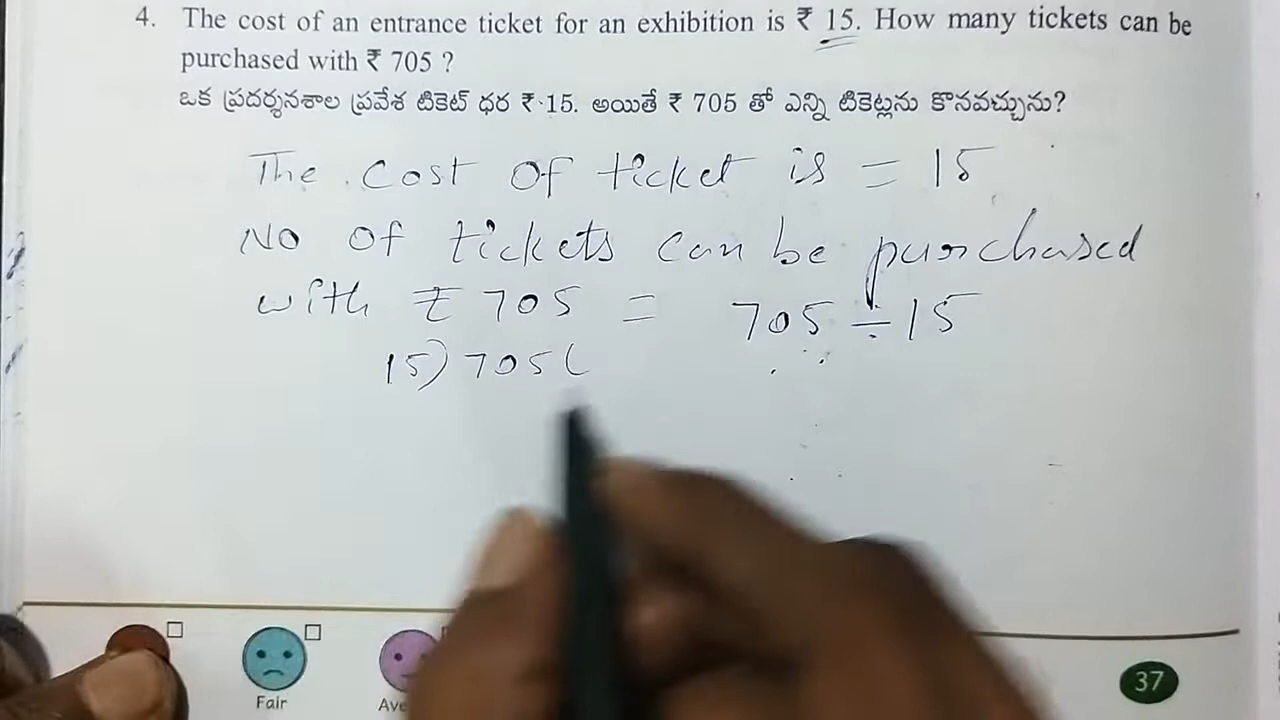 4. The cost of an entrance ticket for an exhibition is ₹ 15. How many tickets can be
purchased with ₹ 705 ?
ఒక ప్రదర్శనశాల ప్రవేశ టికెట్ ధర ₹ 15. అయితే ₹ 705 తో ఎన్ని టికెట్లను కొనవచ్చును?
The cost of ticket is = 15
No of tickets can be purchased
with ₹ 705 = 705 ÷ 15
15) 705 (
Fair
37